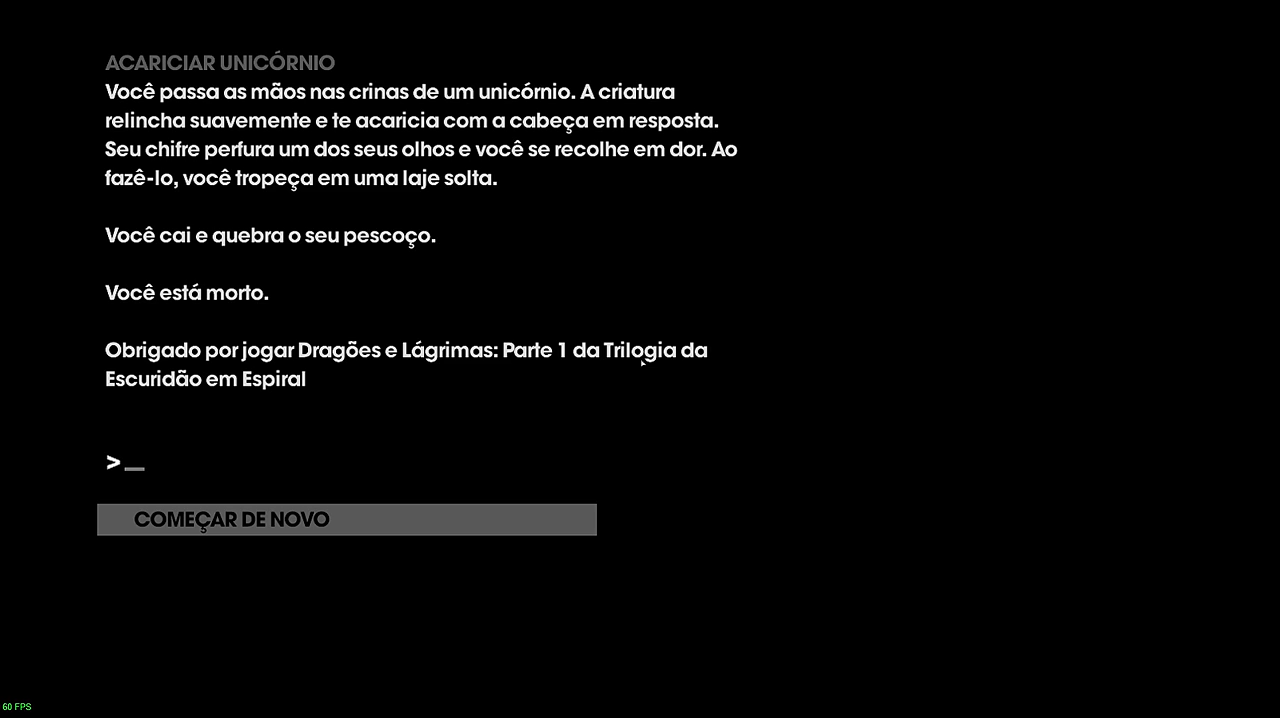 ACARICIAR UNICÓRNIO
Você passa as mãos nas crinas de um unicórnio. A criatura
relincha suavemente e te acaricia com a cabeça em resposta.
Seu chifre perfura um dos seus olhos e você se recolhe em dor. Ao
fazê-lo, você tropeça em uma laje solta.
Você cai e quebra o seu pescoço.
Você está morto.
Obrigado por jogar Dragões e Lágrimas: Parte 1 da Trilogia da
Escuridão em Espiral
>_
COMEÇAR DE NOVO
60 FPS